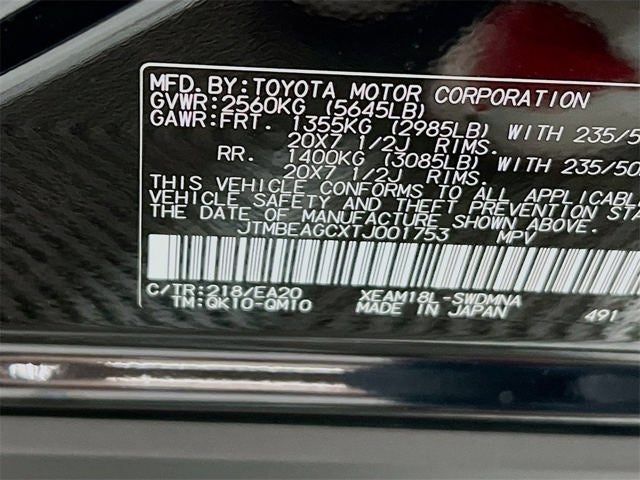 MFD. BY: TOYOTA MOTOR CORPORATION
GVWR: 2560KG (5645LB)
GAWR: FRT. 1355KG (2985LB) WITH 235/5
20X7 1/2J RIMS.
RR. 1400KG (3085LB) WITH 235/50
20X7 1/2J RIMS.
THIS VEHICLE CONFORMS TO ALL APPLICABL
VEHICLE SAFETY AND THEFT PREVENTION STA
THE DATE OF MANUFACTURE SHOWN ABOVE.
JTMBEAGCXTJ001753 MPV
C/TR: 218/EA20 XEAM18L-SWDMNA
TM: QK10-QM10 MADE IN JAPAN 491